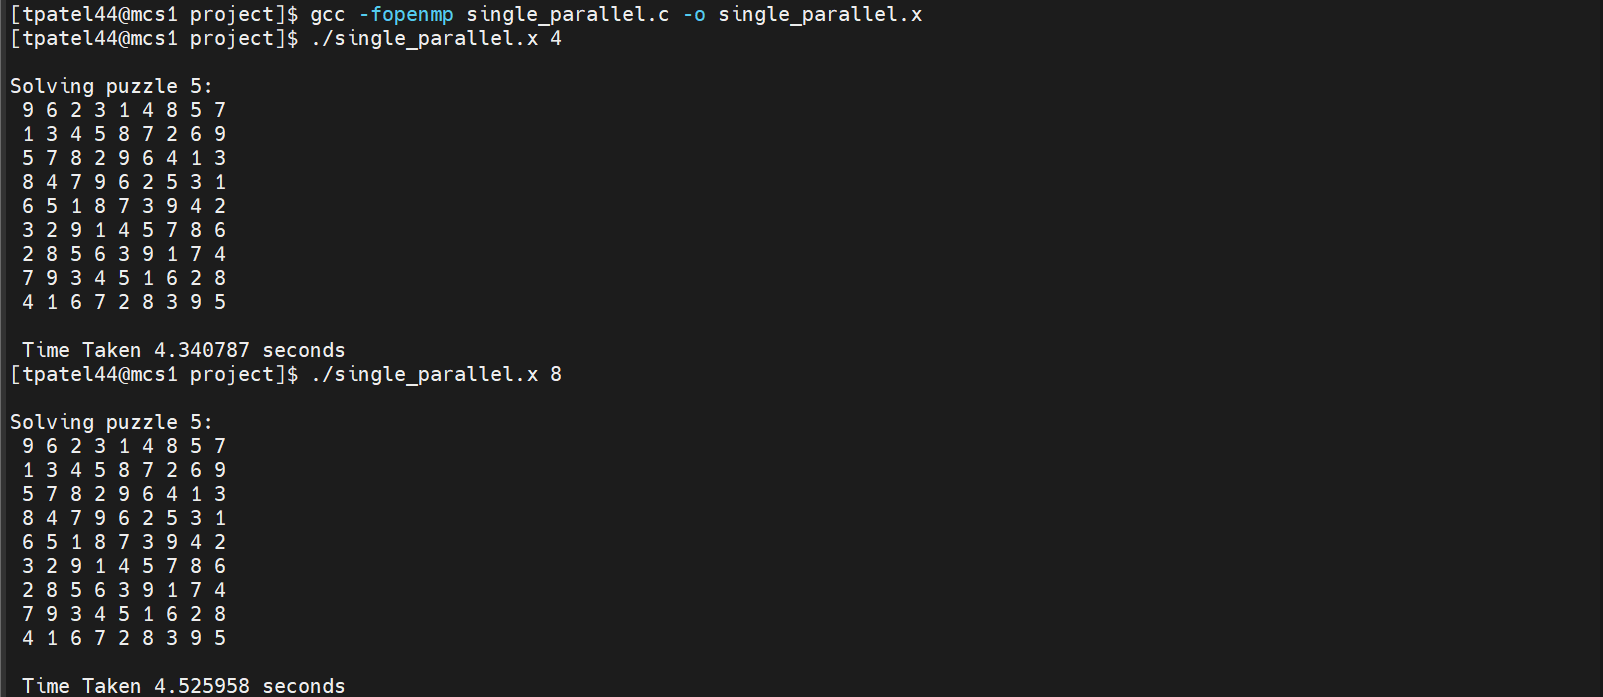 [tpatel44@mcs1 project]$ gcc -fopenmp single_parallel.c -o single_parallel.x
[tpatel44@mcs1 project]$ ./single_parallel.x 4
Solving puzzle 5:
9 6 2 3 1 4 8 5 7
1 3 4 5 8 7 2 6 9
5 7 8 2 9 6 4 1 3
8 4 7 9 6 2 5 3 1
6 5 1 8 7 3 9 4 2
3 2 9 1 4 5 7 8 6
2 8 5 6 3 9 1 7 4
7 9 3 4 5 1 6 2 8
4 1 6 7 2 8 3 9 5
Time Taken 4.340787 seconds
[tpatel44@mcs1 project]$ ./single_parallel.x 8
Solving puzzle 5:
9 6 2 3 1 4 8 5 7
1 3 4 5 8 7 2 6 9
5 7 8 2 9 6 4 1 3
8 4 7 9 6 2 5 3 1
6 5 1 8 7 3 9 4 2
3 2 9 1 4 5 7 8 6
2 8 5 6 3 9 1 7 4
7 9 3 4 5 1 6 2 8
4 1 6 7 2 8 3 9 5
Time Taken 4.525958 seconds